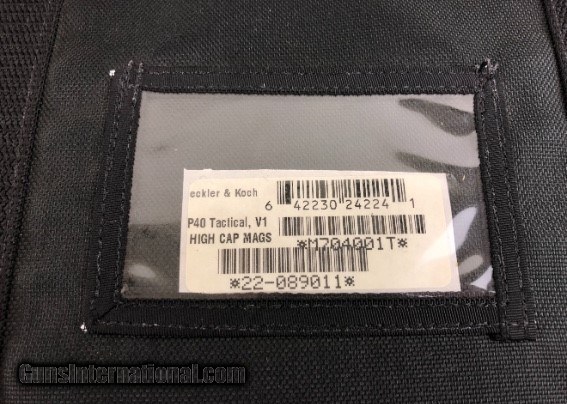 eckler & Koch
6 42230 24224 1
P40 Tactical, V1
HIGH CAP MAGS
*M704001T*
*22-089011*
GunsInternational.com